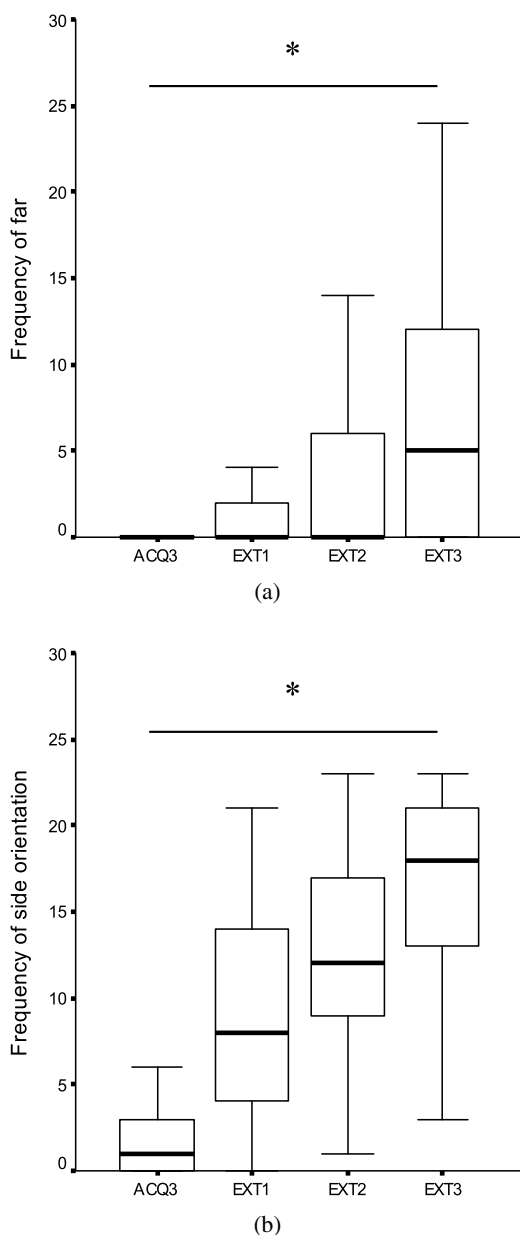 30
*
25
20
15
10
5
0
Frequency of far
ACQ3 EXT1 EXT2 EXT3
(a)
30
*
25
20
15
10
5
0
Frequency of side orientation
ACQ3 EXT1 EXT2 EXT3
(b)